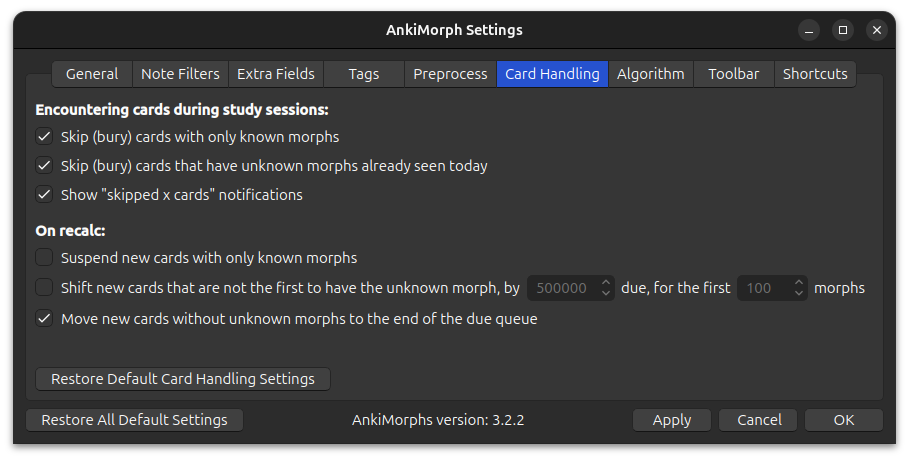 AnkiMorph Settings
General Note Filters Extra Fields Tags Preprocess Card Handling Algorithm Toolbar Shortcuts
Encountering cards during study sessions:
Skip (bury) cards with only known morphs
Skip (bury) cards that have unknown morphs already seen today
Show "skipped x cards" notifications
On recalc:
Suspend new cards with only known morphs
Shift new cards that are not the first to have the unknown morph, by 500000 due, for the first 100 morphs
Move new cards without unknown morphs to the end of the due queue
Restore Default Card Handling Settings
Restore All Default Settings AnkiMorphs version: 3.2.2 Apply Cancel OK